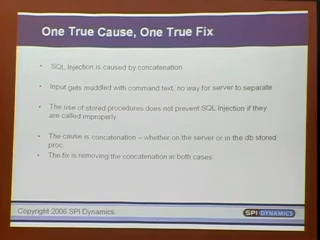 One True Cause, One True Fix
SQL Injection is caused by concatenation
Input gets muddled with command text, no way for server to separate
The use of stored procedures does not prevent SQL Injection if they
are called improperly
The cause is concatenation – whether on the server or in the db stored
proc.
The fix is removing the concatenation in both cases
Copyright 2006 SPI Dynamics.
SPI DYNAMICS